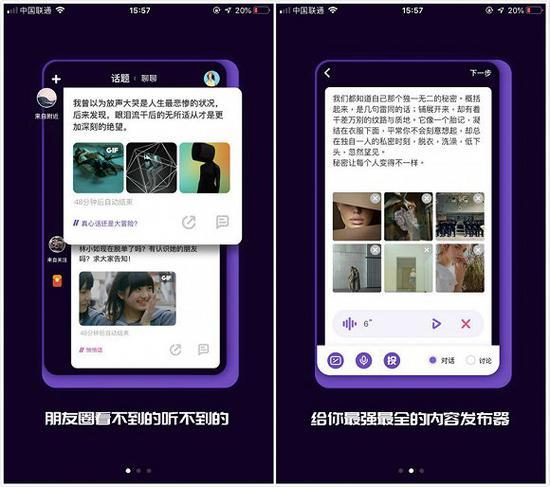 中国联通
15:57
20%
话题
聊聊
来自附近
我曾以为放声大哭是人生最悲惨的状况，
后来发现，眼泪流干后的无所适从才是更
加深刻的绝望。
GIF
48分钟后自动结束
// 真心话还是大冒险?
来自关注
林小如现在脱单了吗？有认识她的朋友
吗？求大家告知！
GIF
48分钟后自动结束
// 悄悄话
朋友圈看不到的听不到的
中国联通
15:57
20%
下一步
我们都知道自己那个独一无二的秘密。概括
起来，是几句雷同的话；铺展开来，却有着
千差万别的纹路与质地。它像一个胎记，凝
结在衣服下面，平常你不会刻意想起，却总
在独自一人的私密时刻，脱衣，洗澡，低下
头，忽然望见。
秘密让每个人变得不一样。
6"
投
对话
讨论
给你最强最全的内容发布器